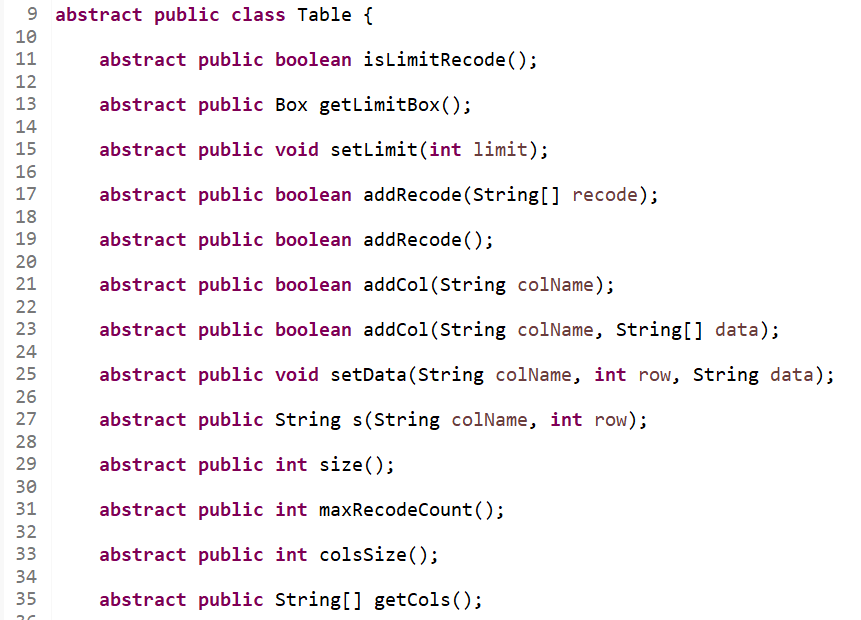 9 abstract public class Table {
10
11 abstract public boolean isLimitRecode();
12
13 abstract public Box getLimitBox();
14
15 abstract public void setLimit(int limit);
16
17 abstract public boolean addRecode(String[] recode);
18
19 abstract public boolean addRecode();
20
21 abstract public boolean addCol(String colName);
22
23 abstract public boolean addCol(String colName, String[] data);
24
25 abstract public void setData(String colName, int row, String data);
26
27 abstract public String s(String colName, int row);
28
29 abstract public int size();
30
31 abstract public int maxRecodeCount();
32
33 abstract public int colsSize();
34
35 abstract public String[] getCols();